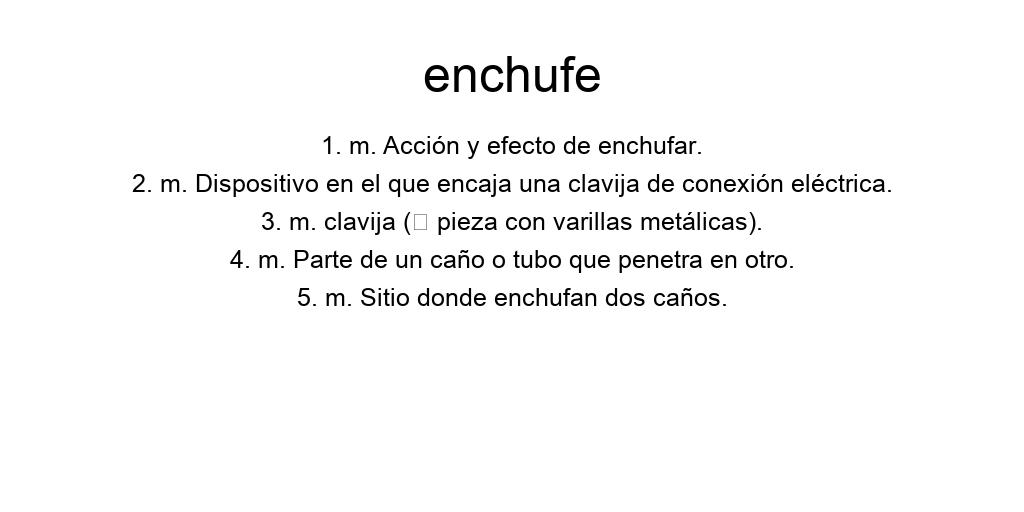 enchufe
1. m. Acción y efecto de enchufar.
2. m. Dispositivo en el que encaja una clavija de conexión eléctrica.
3. m. clavija (▯ pieza con varillas metálicas).
4. m. Parte de un caño o tubo que penetra en otro.
5. m. Sitio donde enchufan dos caños.